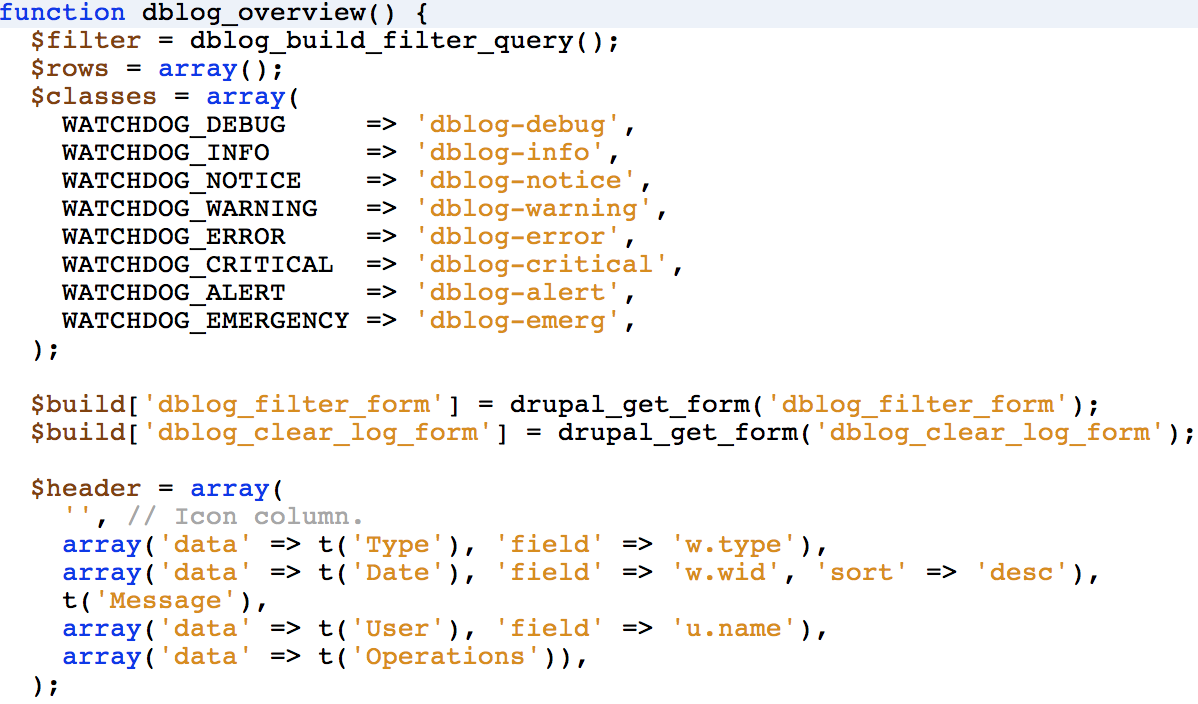 function dblog_overview() {
  $filter = dblog_build_filter_query();
  $rows = array();
  $classes = array(
    WATCHDOG_DEBUG     => 'dblog-debug',
    WATCHDOG_INFO      => 'dblog-info',
    WATCHDOG_NOTICE    => 'dblog-notice',
    WATCHDOG_WARNING   => 'dblog-warning',
    WATCHDOG_ERROR     => 'dblog-error',
    WATCHDOG_CRITICAL  => 'dblog-critical',
    WATCHDOG_ALERT     => 'dblog-alert',
    WATCHDOG_EMERGENCY => 'dblog-emerg',
  );

  $build['dblog_filter_form'] = drupal_get_form('dblog_filter_form');
  $build['dblog_clear_log_form'] = drupal_get_form('dblog_clear_log_form');

  $header = array(
    '', // Icon column.
    array('data' => t('Type'), 'field' => 'w.type'),
    array('data' => t('Date'), 'field' => 'w.wid', 'sort' => 'desc'),
    t('Message'),
    array('data' => t('User'), 'field' => 'u.name'),
    array('data' => t('Operations')),
  );